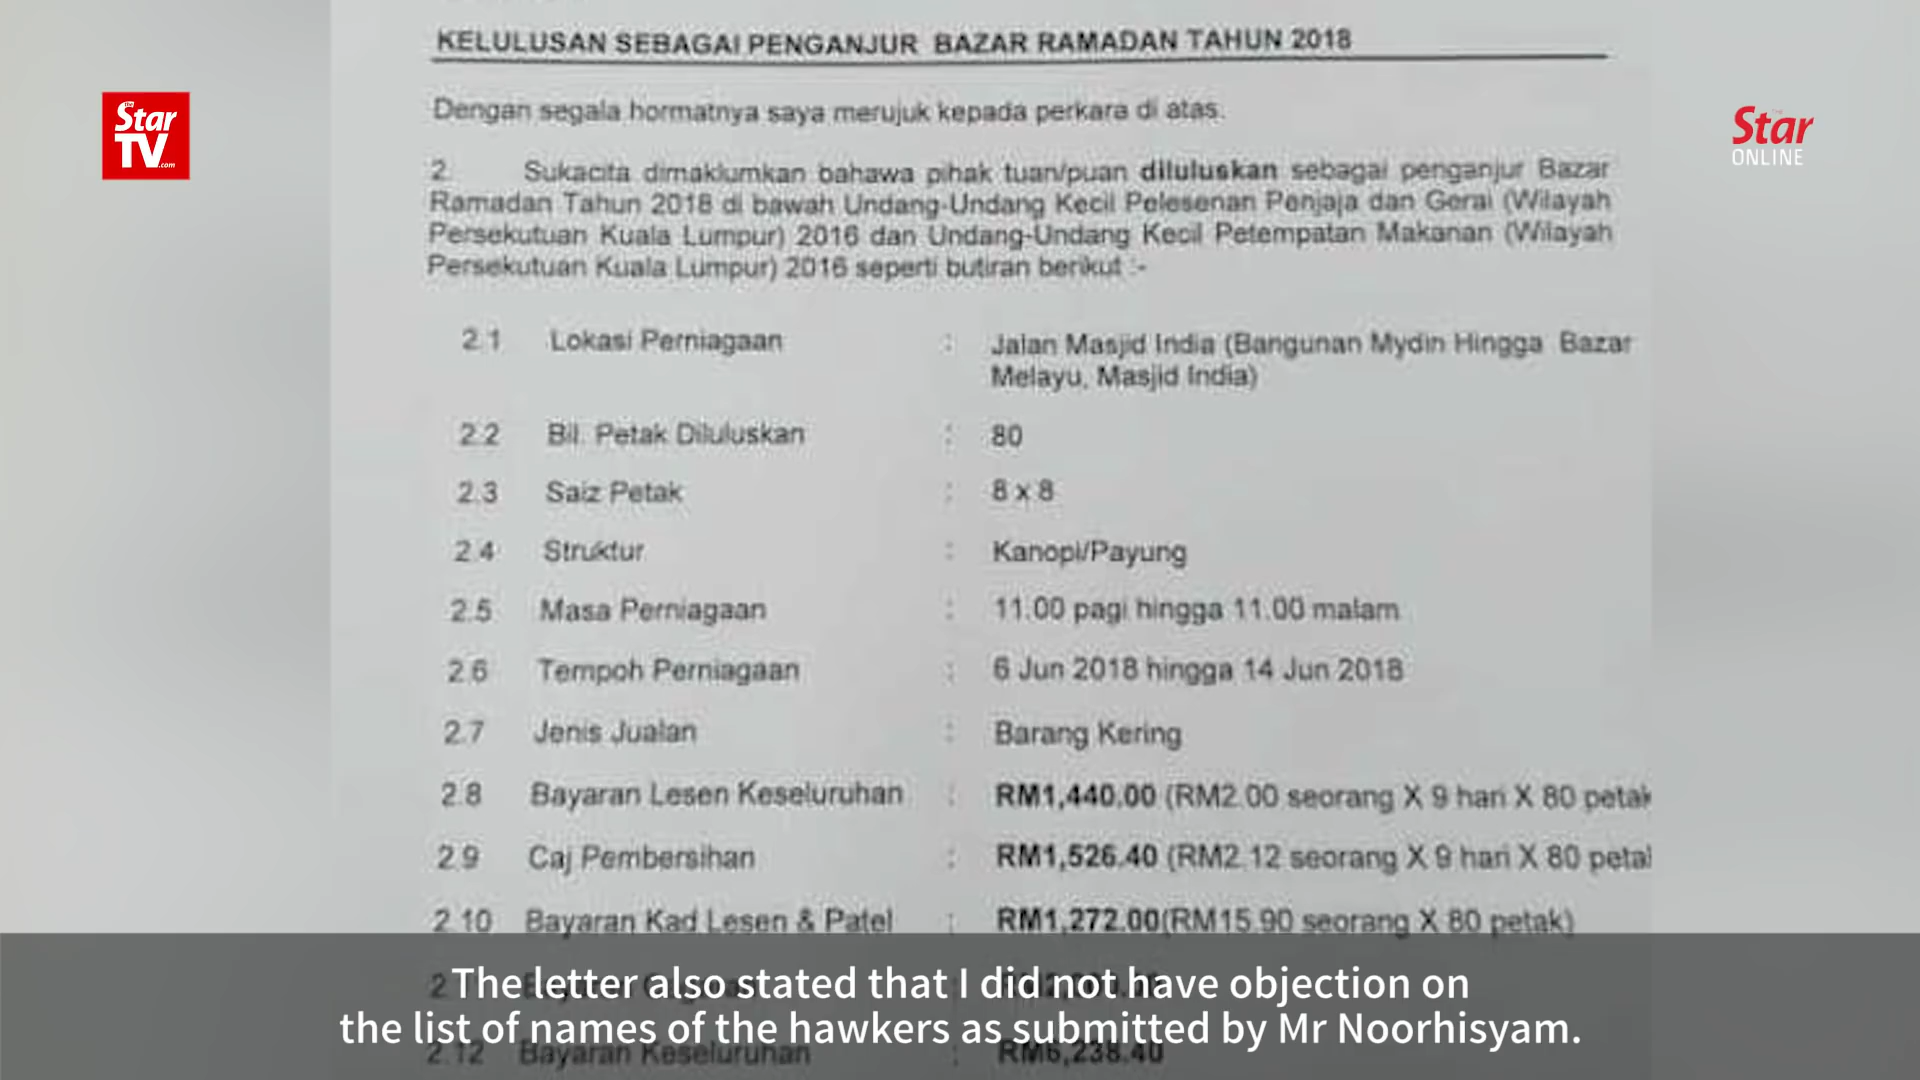 KELULUSAN SEBAGAI PENGANJUR BAZAR RAMADAN TAHUN 2018
The Star TV.com
Star ONLINE
Dengan segala hormatnya saya merujuk kepada perkara di atas.
2. Sukacita dimaklumkan bahawa pihak tuan/puan diluluskan sebagai penganjur Bazar
Ramadan Tahun 2018 di bawah Undang-Undang Kecil Pelesenan Penjaja dan Gerai (Wilayah
Persekutuan Kuala Lumpur) 2016 dan Undang-Undang Kecil Petempatan Makanan (Wilayah
Persekutuan Kuala Lumpur) 2016 seperti butiran berikut :-
2.1 Lokasi Perniagaan : Jalan Masjid India (Bangunan Mydin Hingga Bazar
Melayu, Masjid India)
2.2 Bil. Petak Diluluskan : 80
2.3 Saiz Petak : 8 x 8
2.4 Struktur : Kanopi/Payung
2.5 Masa Perniagaan : 11.00 pagi hingga 11.00 malam
2.6 Tempoh Perniagaan : 6 Jun 2018 hingga 14 Jun 2018
2.7 Jenis Jualan : Barang Kering
2.8 Bayaran Lesen Keseluruhan : RM1,440.00 (RM2.00 seorang X 9 hari X 80 petak
2.9 Caj Pembersihan : RM1,526.40 (RM2.12 seorang X 9 hari X 80 petak
2.10 Bayaran Kad Lesen & Patel : RM1,272.00(RM15.90 seorang X 80 petak)
The letter also stated that I did not have objection on
the list of names of the hawkers as submitted by Mr Noorhisyam.
2.12 Bayaran Keseluruhan : RM6,238.40